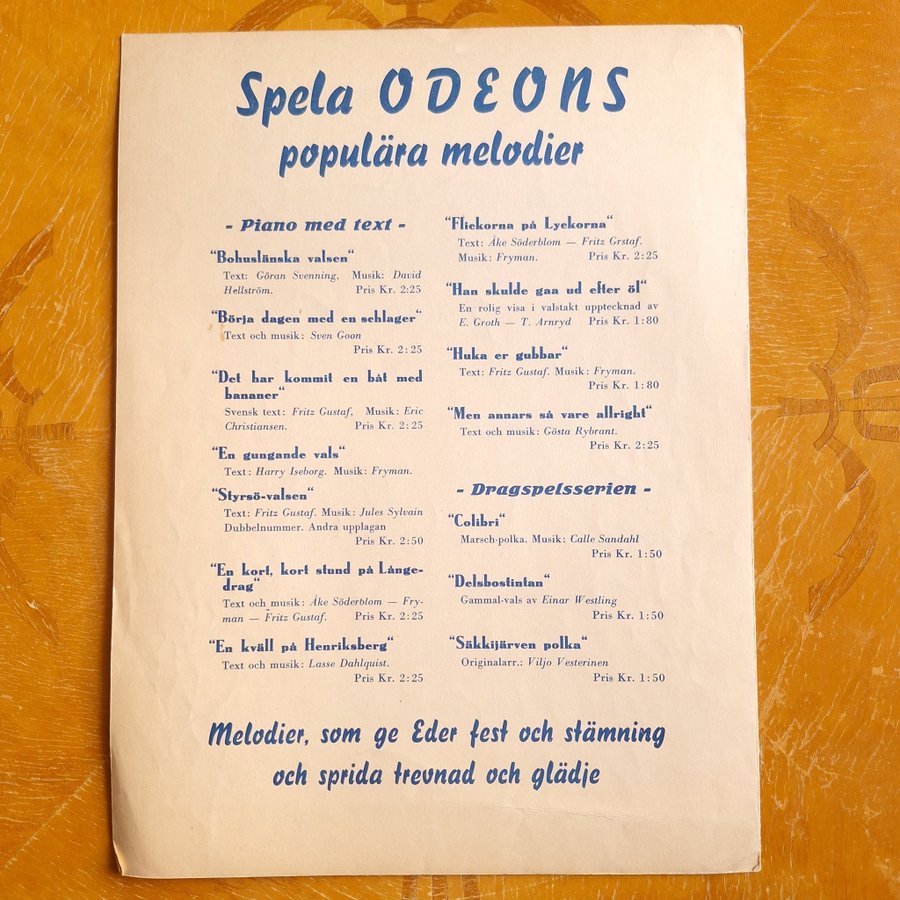 Spela ODEONS
populära melodier
- Piano med text -
"Bohuslänska valsen"
Text: Göran Svenning, Musik: David
Hellström. Pris Kr. 2:25
"Börja dagen med en schlager"
Text och musik: Sven Goon
Pris Kr. 2:25
"Det har kommit en båt med
bananer"
Svensk text: Fritz Gustaf, Musik: Eric
Christiansen. Pris Kr. 2:25
"En gungande vals"
Text: Harry Iseborg. Musik: Fryman.
"Styrsö-valsen"
Text: Fritz Gustaf. Musik: Jules Sylvain
Dubbelnummer. Andra upplagan
Pris Kr. 2:50
"En kort, kort stund på Långe-
drag"
Text och musik: Åke Söderblom — Fry-
man — Fritz Gustaf. Pris Kr. 2:25
"En kväll på Henriksberg"
Text och musik: Lasse Dahlquist.
Pris Kr. 2:25
"Flickorna på Lyckorna"
Text: Åke Söderblom — Fritz Grstaf.
Musik: Fryman. Pris Kr. 2:25
"Han skulde gaa ud efter öl"
En rolig visa i valstakt upptecknad av
E. Groth — T. Arnryd Pris Kr. 1:80
"Huka er gubbar"
Text: Fritz Gustaf. Musik: Fryman.
Pris Kr. 1:80
"Men annars så vare allright"
Text och musik: Gösta Rybrant.
Pris Kr. 2:25
- Dragspelsserien -
"Colibri"
Marsch-polka. Musik: Calle Sandahl
Pris Kr. 1:50
"Delsbostintan"
Gammal-vals av Einar Westling
Pris Kr. 1:50
"Säkkijärven polka"
Originalarr.: Viljo Vesterinen
Pris Kr. 1:50
Melodier, som ge Eder fest och stämning
och sprida trevnad och glädje